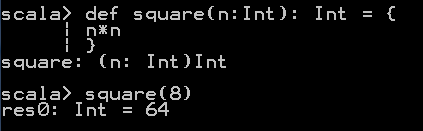 scala> def square(n:Int): Int = {
     | n*n
     | }
square: (n: Int)Int
scala> square(8)
res0: Int = 64